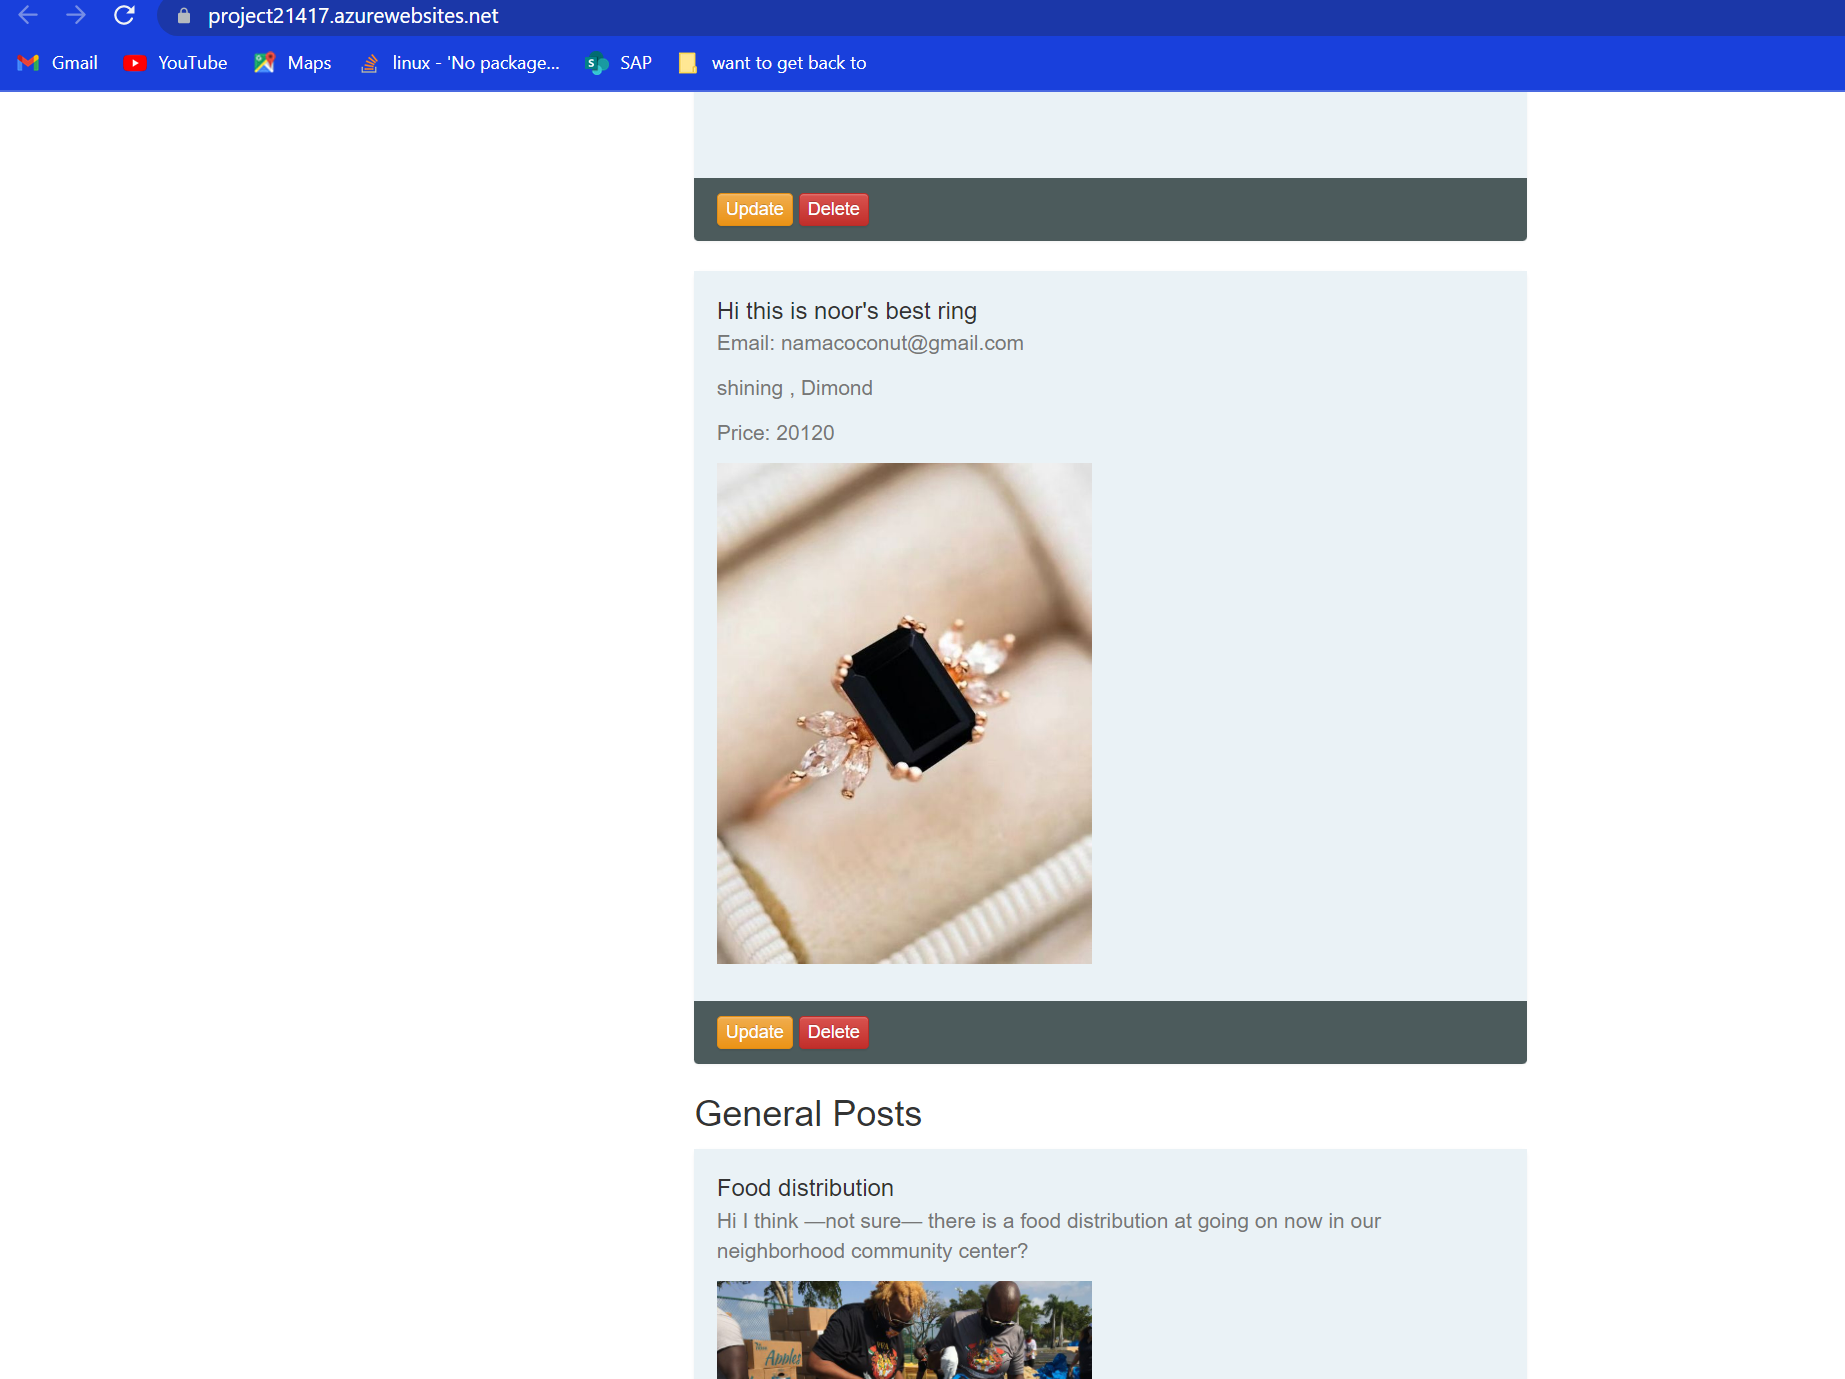 project21417.azurewebsites.net
Gmail YouTube Maps linux - 'No package... SAP want to get back to
Update Delete
Hi this is noor's best ring
Email: namacoconut@gmail.com
shining , Dimond
Price: 20120
Update Delete
General Posts
Food distribution
Hi I think —not sure— there is a food distribution at going on now in our
neighborhood community center?
Apples